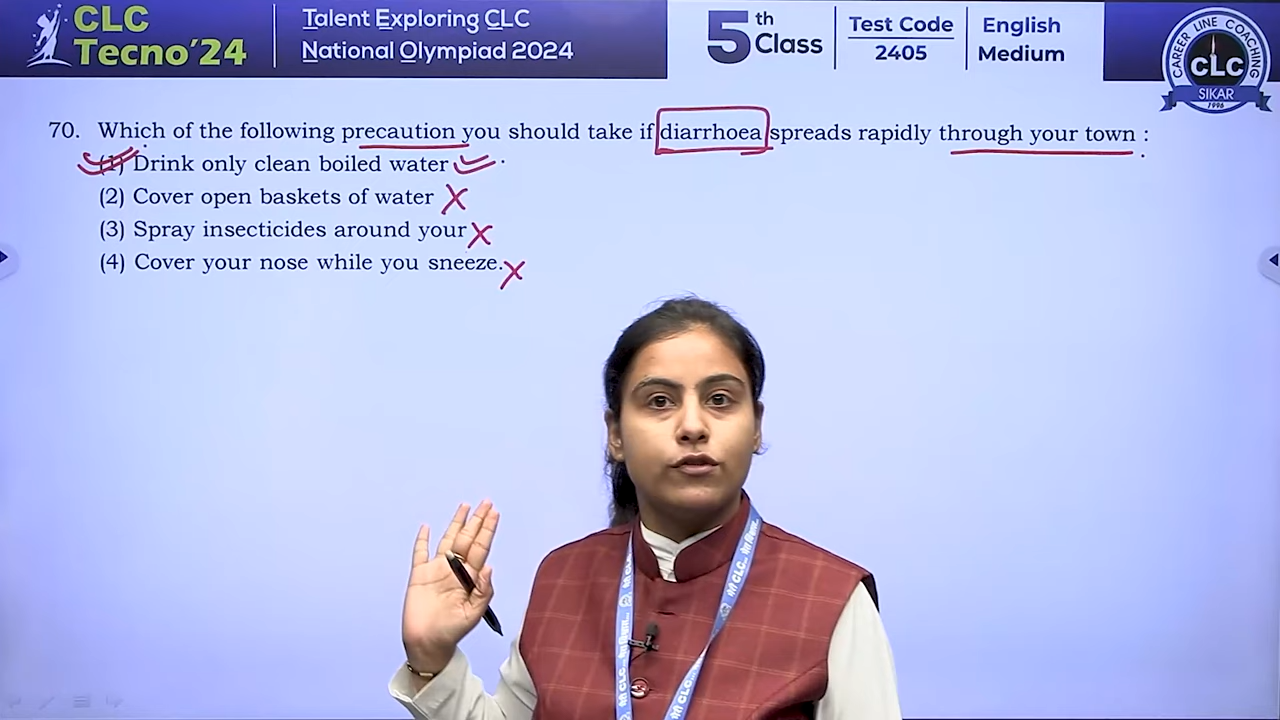 CLC
Tecno'24
Talent Exploring CLC
National Olympiad 2024
5th Class
Test Code
2405
English
Medium
CAREER LINE COACHING
CLC
SIKAR
1996
70. Which of the following precaution you should take if diarrhoea spreads rapidly through your town :
(1) Drink only clean boiled water
(2) Cover open baskets of water
(3) Spray insecticides around your
(4) Cover your nose while you sneeze.
CLC
CLC